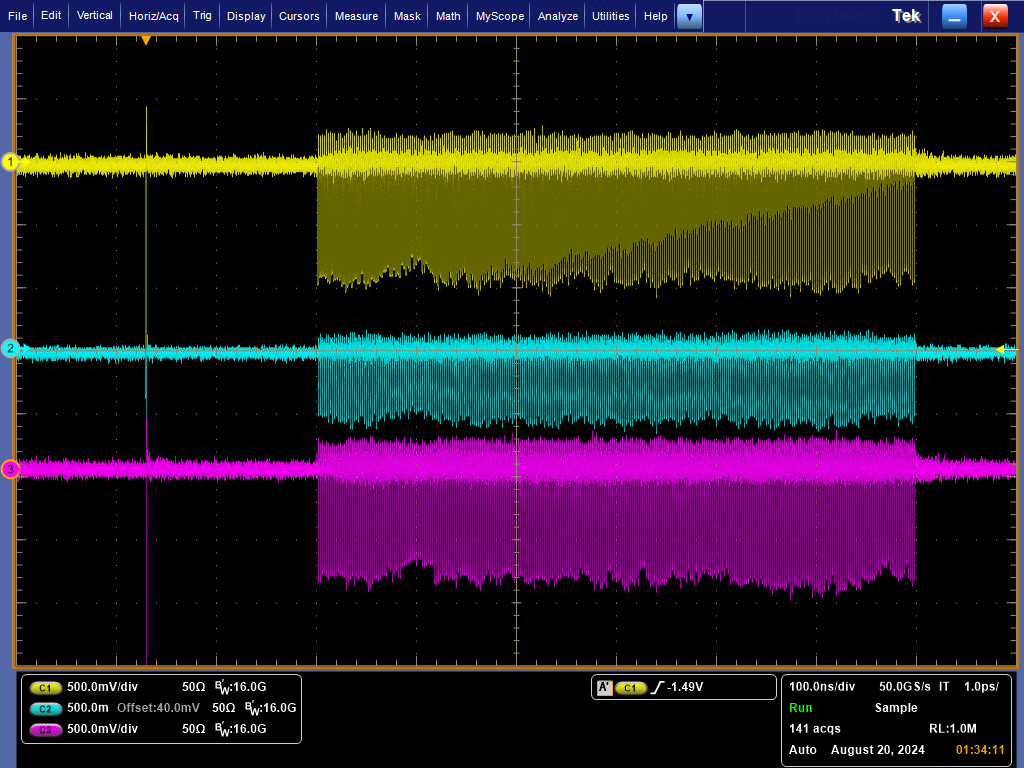 File Edit Vertical Horiz/Acq Trig Display Cursors Measure Mask Math MyScope Analyze Utilities Help Tek X
1
2
3
C1 500.0mV/div 50Ω BW:16.0G
C2 500.0m Offset:40.0mV 50Ω BW:16.0G
C3 500.0mV/div 50Ω BW:16.0G
A' C1 -1.49V
100.0ns/div 50.0GS/s IT 1.0ps/
Run Sample
141 acqs RL:1.0M
Auto August 20, 2024 01:34:11